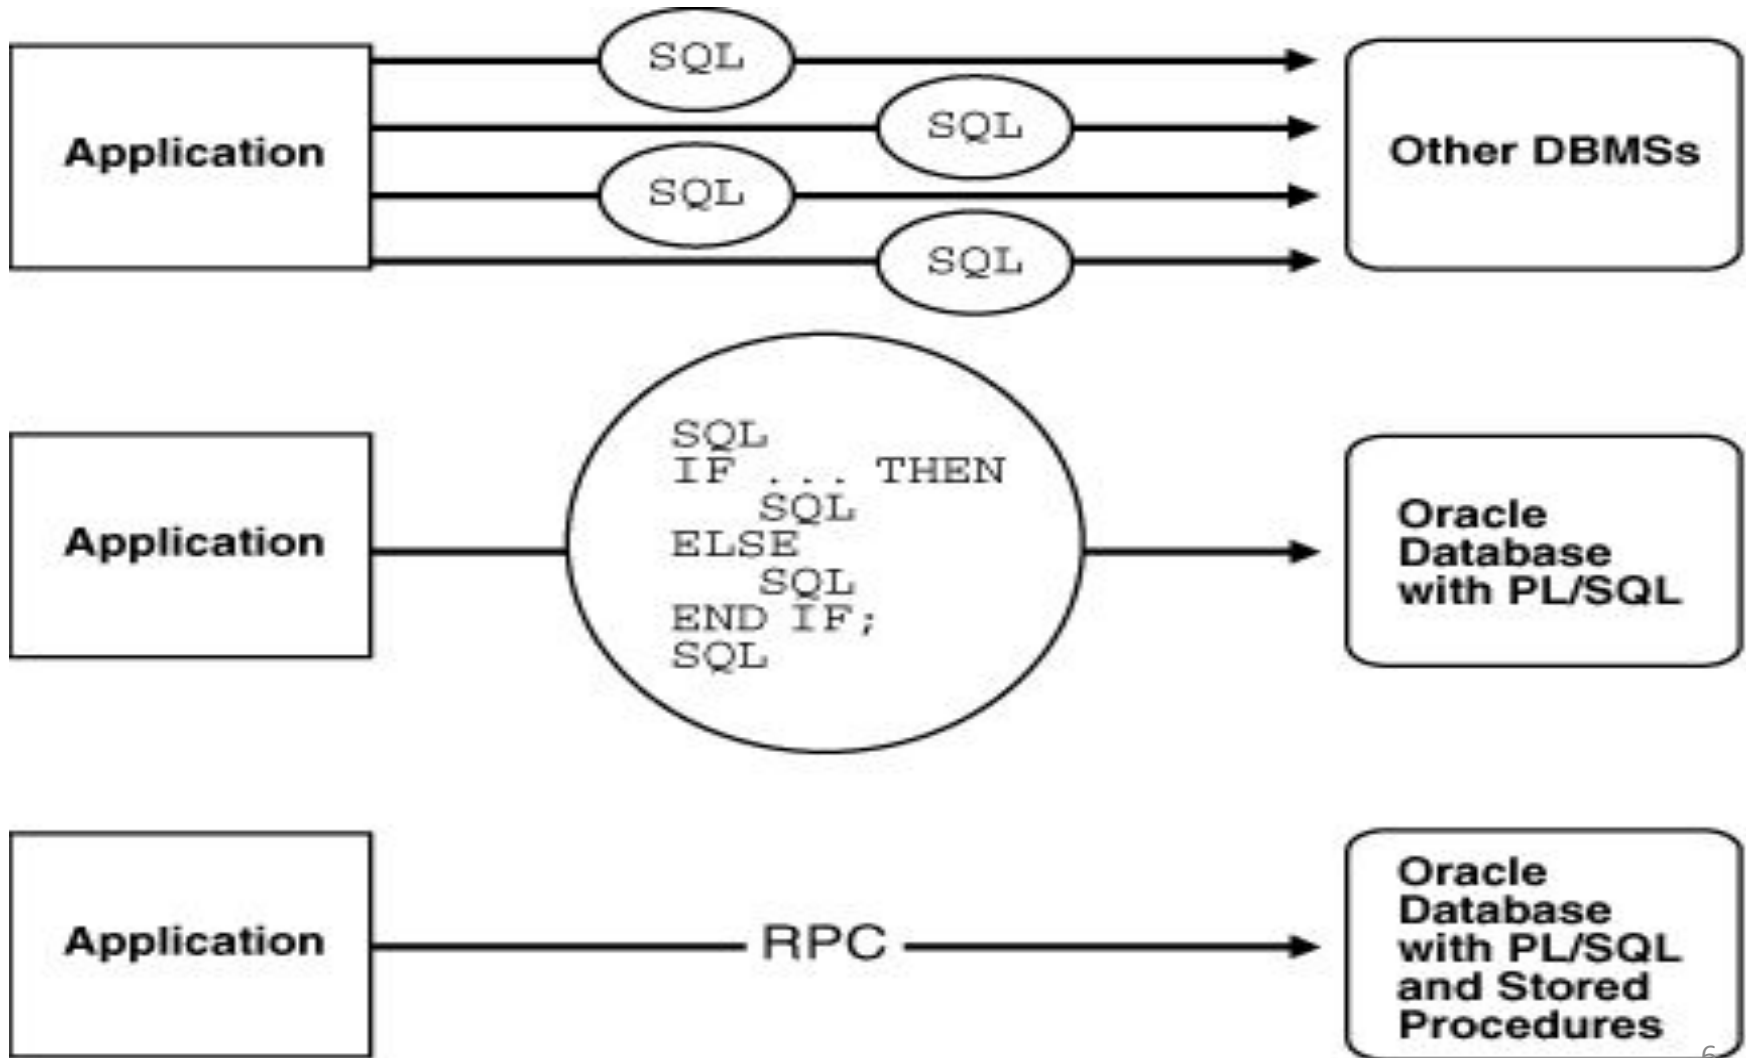 Application
SQL
SQL
SQL
SQL
Other DBMSs
Application
SQL
IF ... THEN
SQL
ELSE
SQL
END IF;
SQL
Oracle
Database
with PL/SQL
Application
RPC
Oracle
Database
with PL/SQL
and Stored
Procedures
6